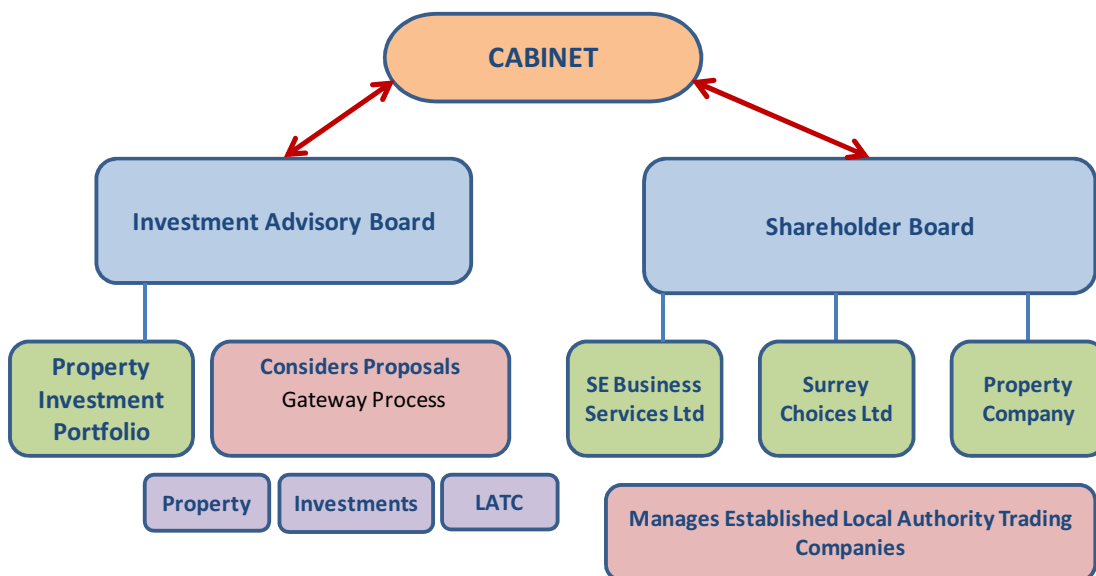 CABINET
Investment Advisory Board
Shareholder Board
Property
Investment
Portfolio
Considers Proposals
Gateway Process
SE Business
Services Ltd
Surrey
Choices Ltd
Property
Company
Property
Investments
LATC
Manages Established Local Authority Trading
Companies